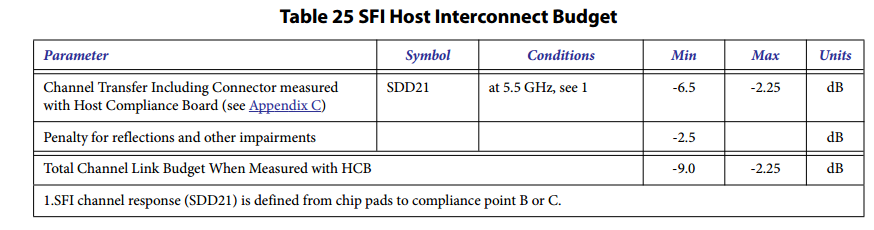 Table 25 SFI Host Interconnect Budget
Parameter Symbol Conditions Min Max Units
Channel Transfer Including Connector measured
with Host Compliance Board (see Appendix C) SDD21 at 5.5 GHz, see 1 -6.5 -2.25 dB
Penalty for reflections and other impairments -2.5 dB
Total Channel Link Budget When Measured with HCB -9.0 -2.25 dB
1.SFI channel response (SDD21) is defined from chip pads to compliance point B or C.